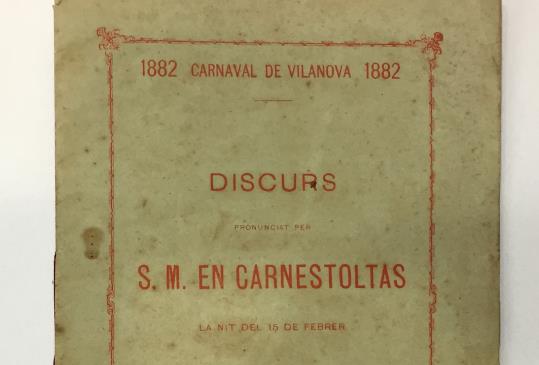 1882 CARNAVAL DE VILANOVA 1882
DISCURS
PRONUNCIAT PER
S. M. EN CARNESTOLTAS
LA NIT DEL 15 DE FEBRER